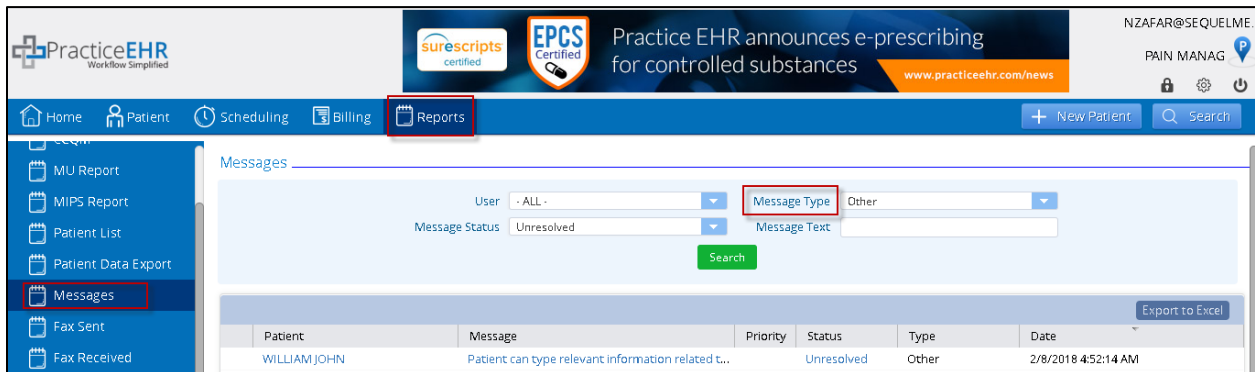 PracticeEHR
Workflow Simplified
surescripts
certified
EPCS
Certified
Practice EHR announces e-prescribing
for controlled substances
www.practiceehr.com/news
NZAFAR@SEQUELME.
PAIN MANAG
P
Home Patient Scheduling Billing Reports + New Patient Search
MU Report
MIPS Report
Patient List
Patient Data Export
Messages
Fax Sent
Fax Received
Messages
User - ALL - Message Type Other
Message Status Unresolved Message Text
Search
Export to Excel
Patient Message Priority Status Type Date
WILLIAM JOHN Patient can type relevant information related t... Unresolved Other 2/8/2018 4:52:14 AM